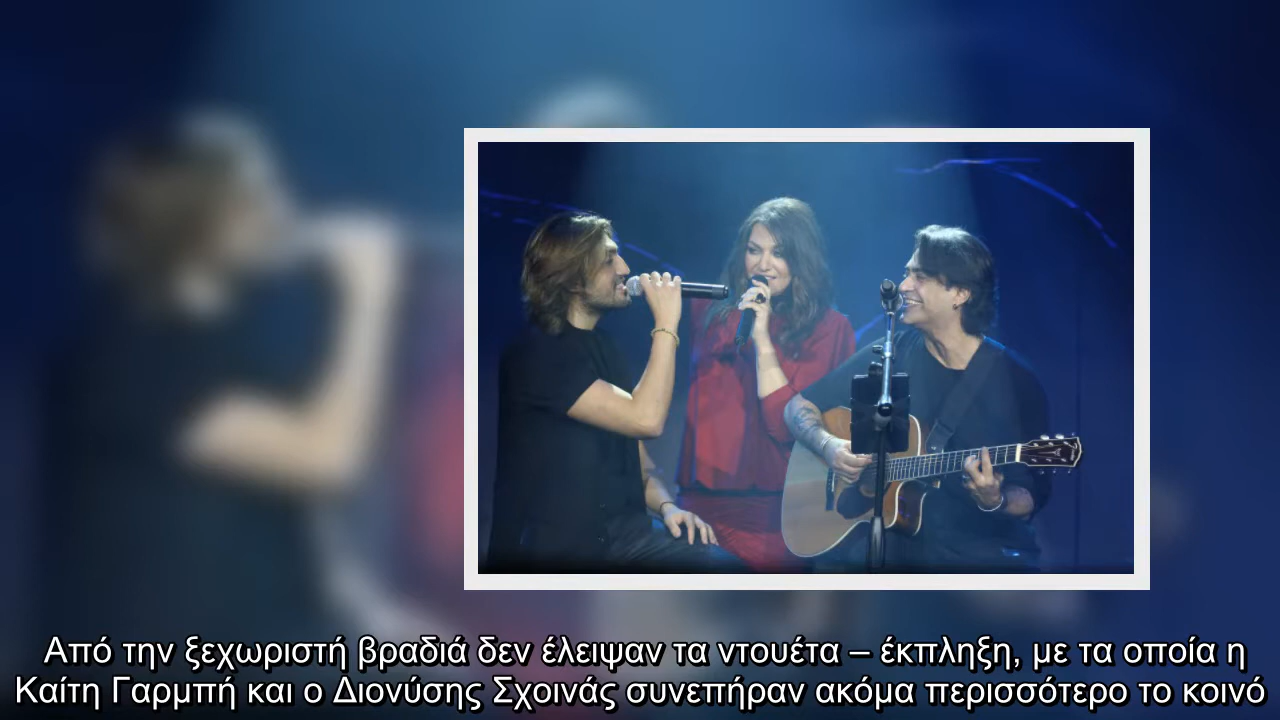 Από την ξεχωριστή βραδιά δεν έλειψαν τα ντουέτα – έκπληξη, με τα οποία η
Καίτη Γαρμπή και ο Διονύσης Σχοινάς συνεπήραν ακόμα περισσότερο το κοινό